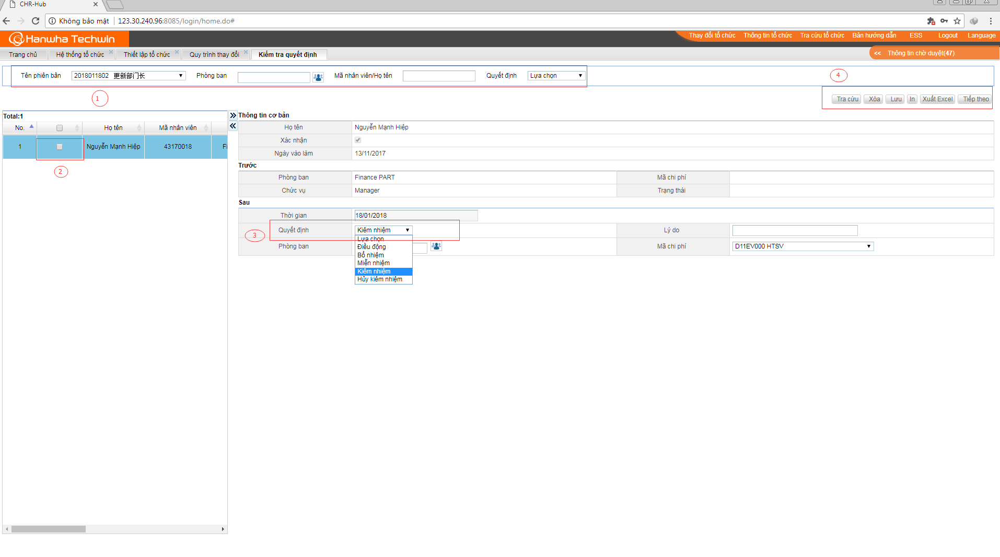 CHR-Hub
Không bảo mật 123.30.240.96:8085/login/home.do#
Hanwha Techwin
Thay đổi tổ chức Thông tin tổ chức Tra cứu tổ chức Bản hướng dẫn ESS Logout Language
Trang chủ Hệ thống tổ chức Thiết lập tổ chức Quy trình thay đổi Kiểm tra quyết định
<< Thông tin chờ duyệt(47)
Tên phiên bản 2018011802 更新部门长 Phòng ban Mã nhân viên/Họ tên Quyết định Lựa chọn
4
1
Tra cứu Xóa Lưu In Xuất Excel Tiếp theo
Total:1
No. Họ tên Mã nhân viên
1 Nguyễn Mạnh Hiệp 43170018 Fi
2
Thông tin cơ bản
Họ tên Nguyễn Mạnh Hiệp
Xác nhận
Ngày vào làm 13/11/2017
Trước
Phòng ban Finance PART Mã chi phí
Chức vụ Manager Trạng thái
Sau
Thời gian 18/01/2018
3
Quyết định Kiêm nhiệm Lý do
Phòng ban Mã chi phí D11EV000 HTSV
Lựa chọn
Điều động
Bổ nhiệm
Miễn nhiệm
Kiêm nhiệm
Hủy kiêm nhiệm